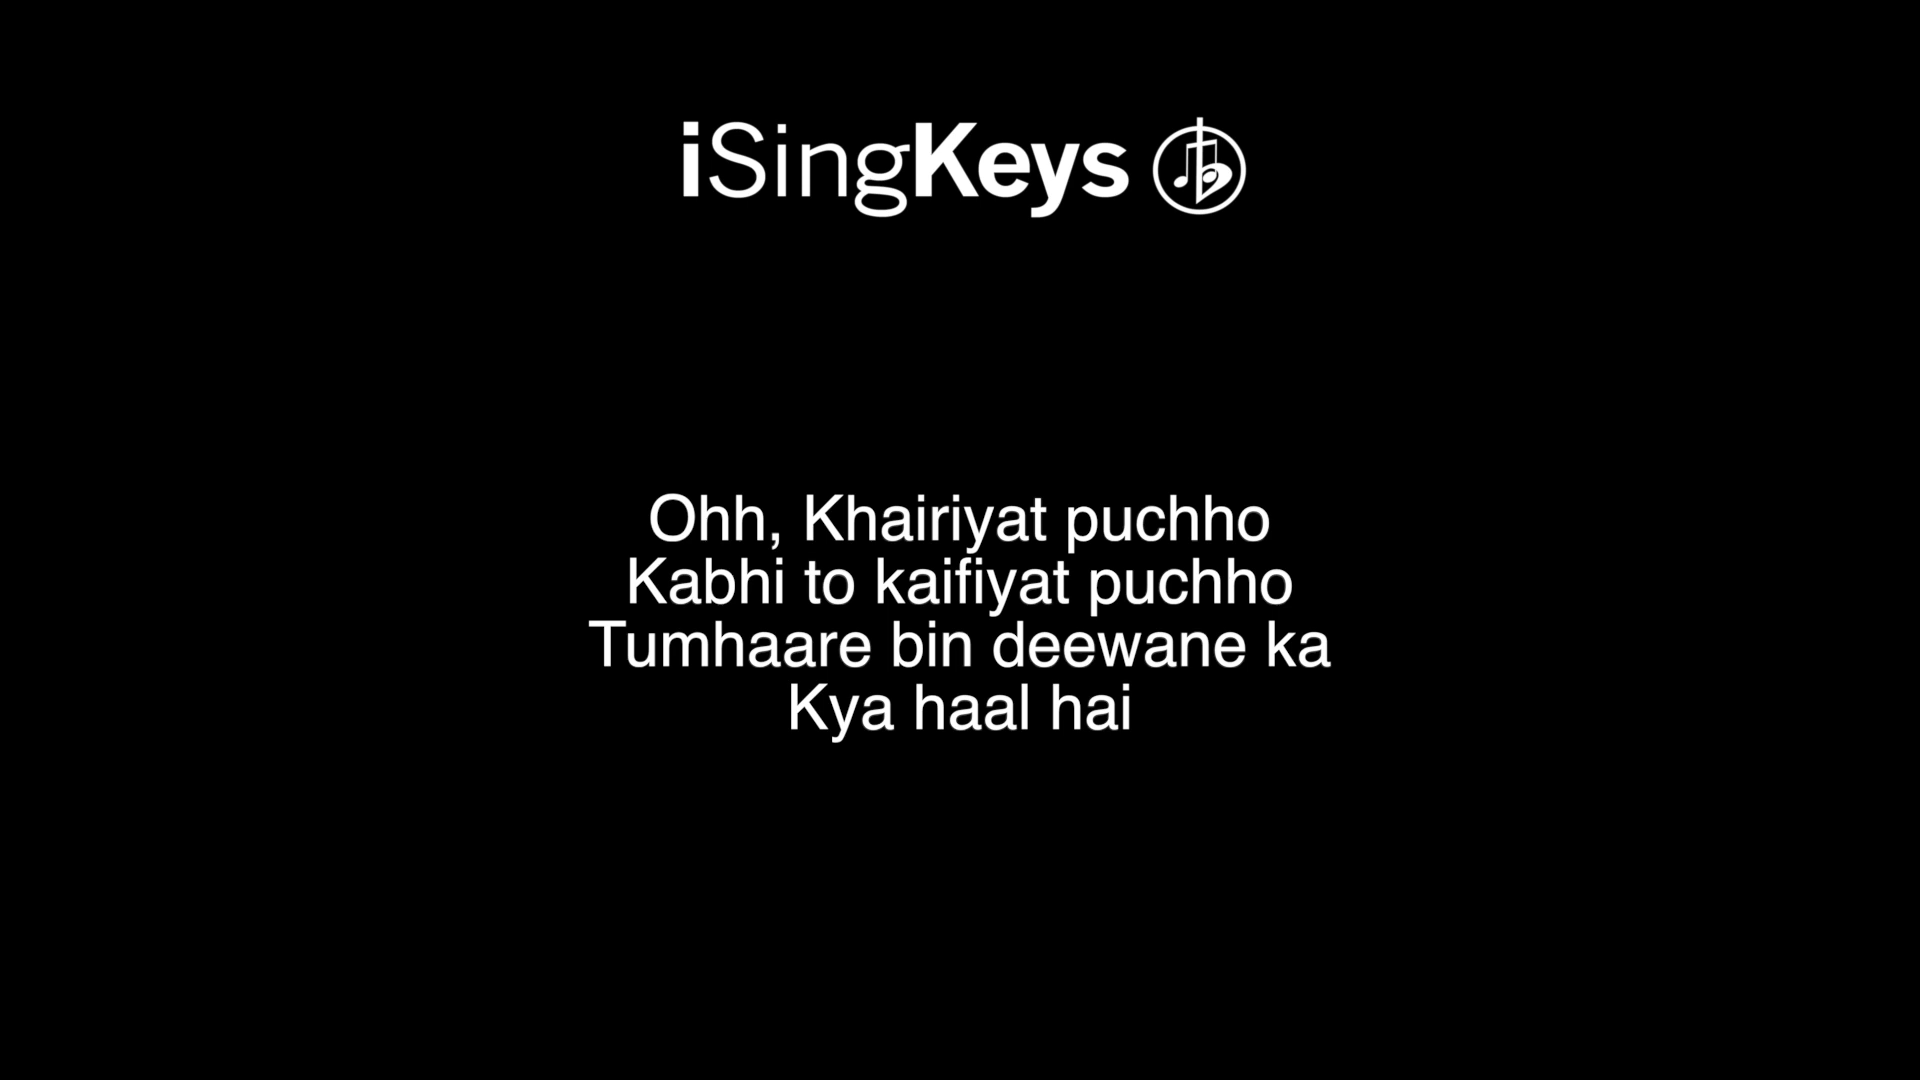 iSingKeys
Ohh, Khairiyat puchho
Kabhi to kaifiyat puchho
Tumhaare bin deewane ka
Kya haal hai